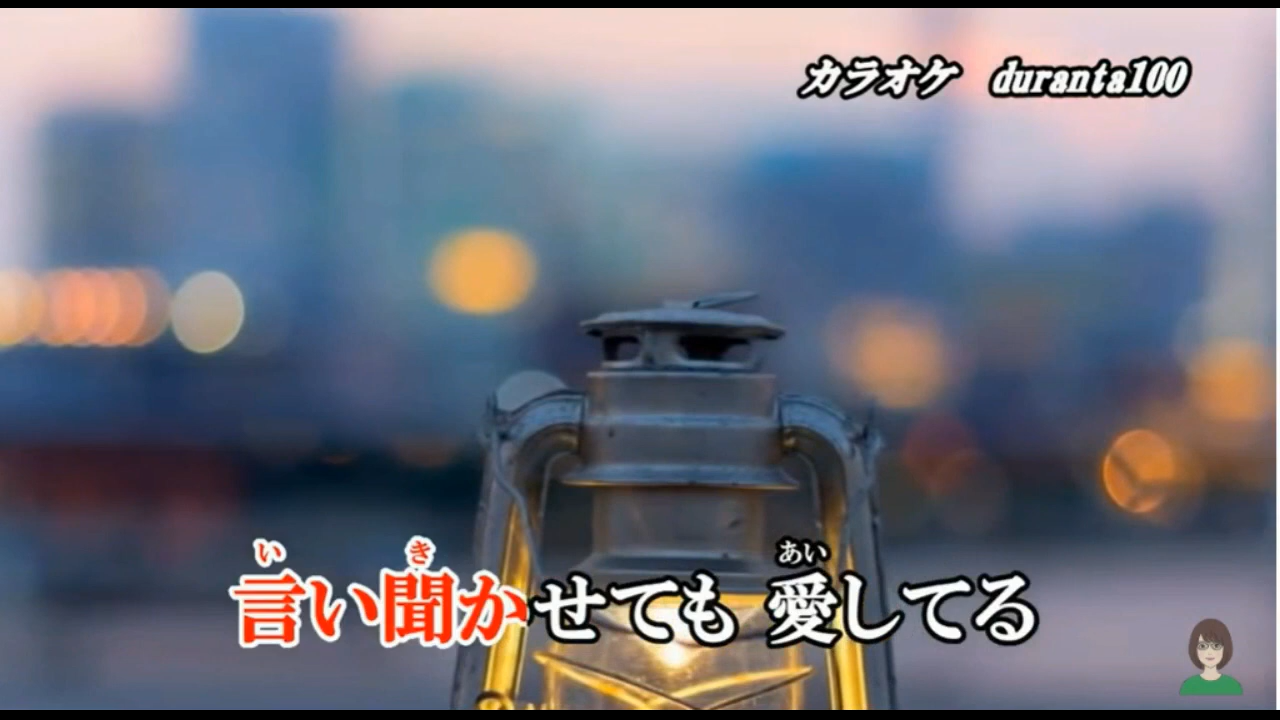 カラオケ　duranta100
い き あい
言い聞かせても 愛してる